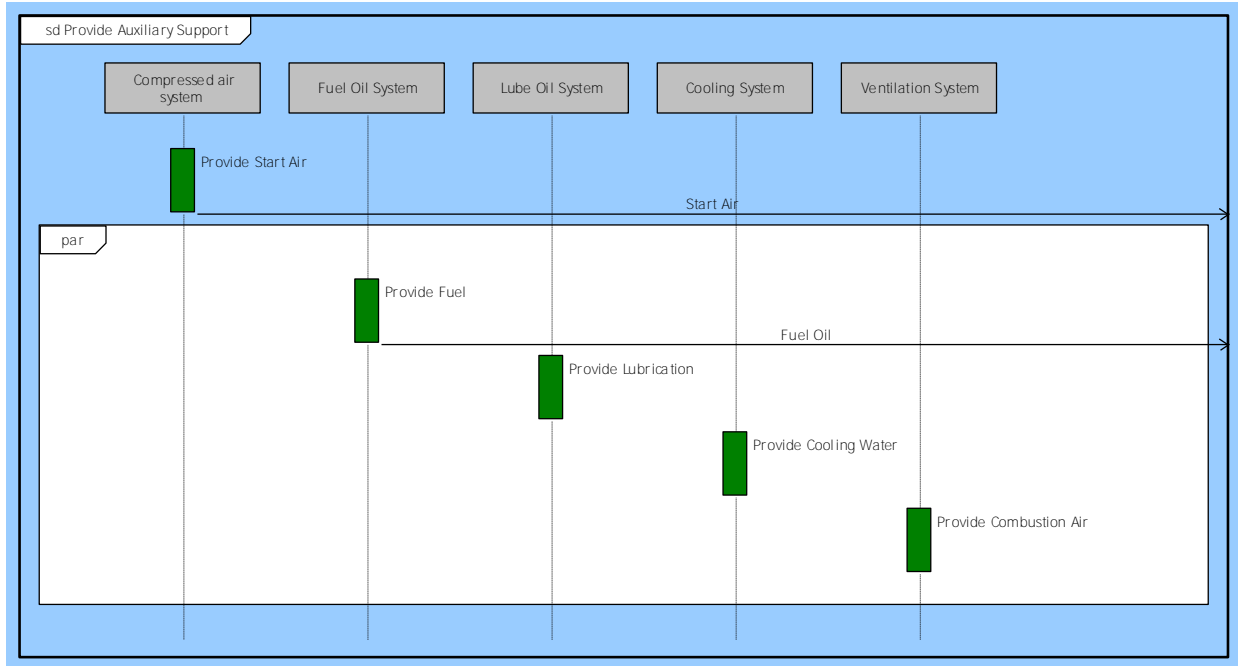 sd Provide Auxiliary Support
Compressed air
system
Fuel Oil System
Lube Oil System
Cooling System
Ventilation System
Provide Start Air
Start Air
par
Provide Fuel
Fuel Oil
Provide Lubrication
Provide Cooling Water
Provide Combustion Air